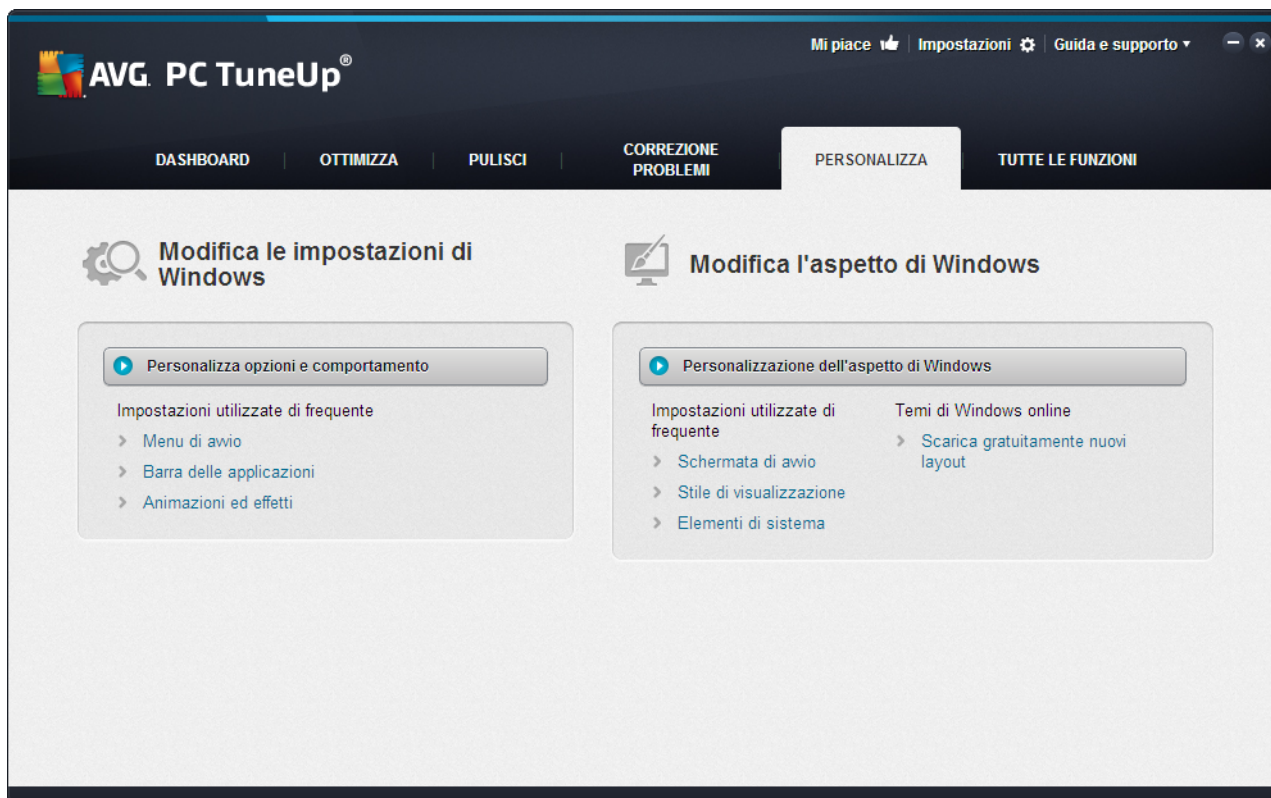 Mi piace | Impostazioni | Guida e supporto
AVG. PC TuneUp®
DASHBOARD | OTTIMIZZA | PULISCI | CORREZIONE
PROBLEMI | PERSONALIZZA | TUTTE LE FUNZIONI
Modifica le impostazioni di
Windows
Personalizza opzioni e comportamento
Impostazioni utilizzate di frequente
Menu di avvio
Barra delle applicazioni
Animazioni ed effetti
Modifica l'aspetto di Windows
Personalizzazione dell'aspetto di Windows
Impostazioni utilizzate di
frequente
Schermata di avvio
Stile di visualizzazione
Elementi di sistema
Temi di Windows online
Scarica gratuitamente nuovi
layout